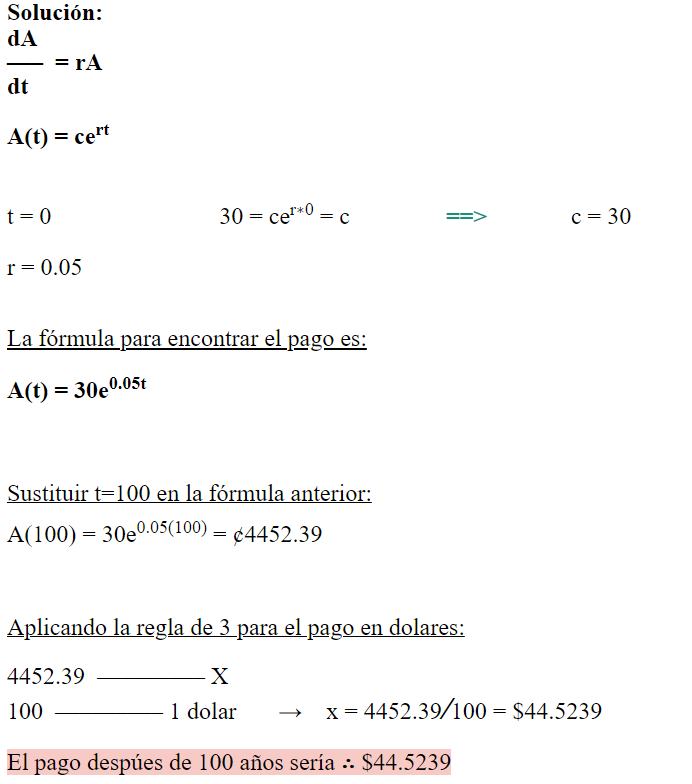 Solución:
dA
── = rA
dt
A(t) = ce^rt
t = 0 30 = ce^r*0 = c ==> c = 30
r = 0.05
La fórmula para encontrar el pago es:
A(t) = 30e^0.05t
Sustituir t=100 en la fórmula anterior:
A(100) = 30e^0.05(100) = ¢4452.39
Aplicando la regla de 3 para el pago en dolares:
4452.39 ————— X
100 ————— 1 dolar → x = 4452.39/100 = $44.5239
El pago despúes de 100 años sería ∴ $44.5239